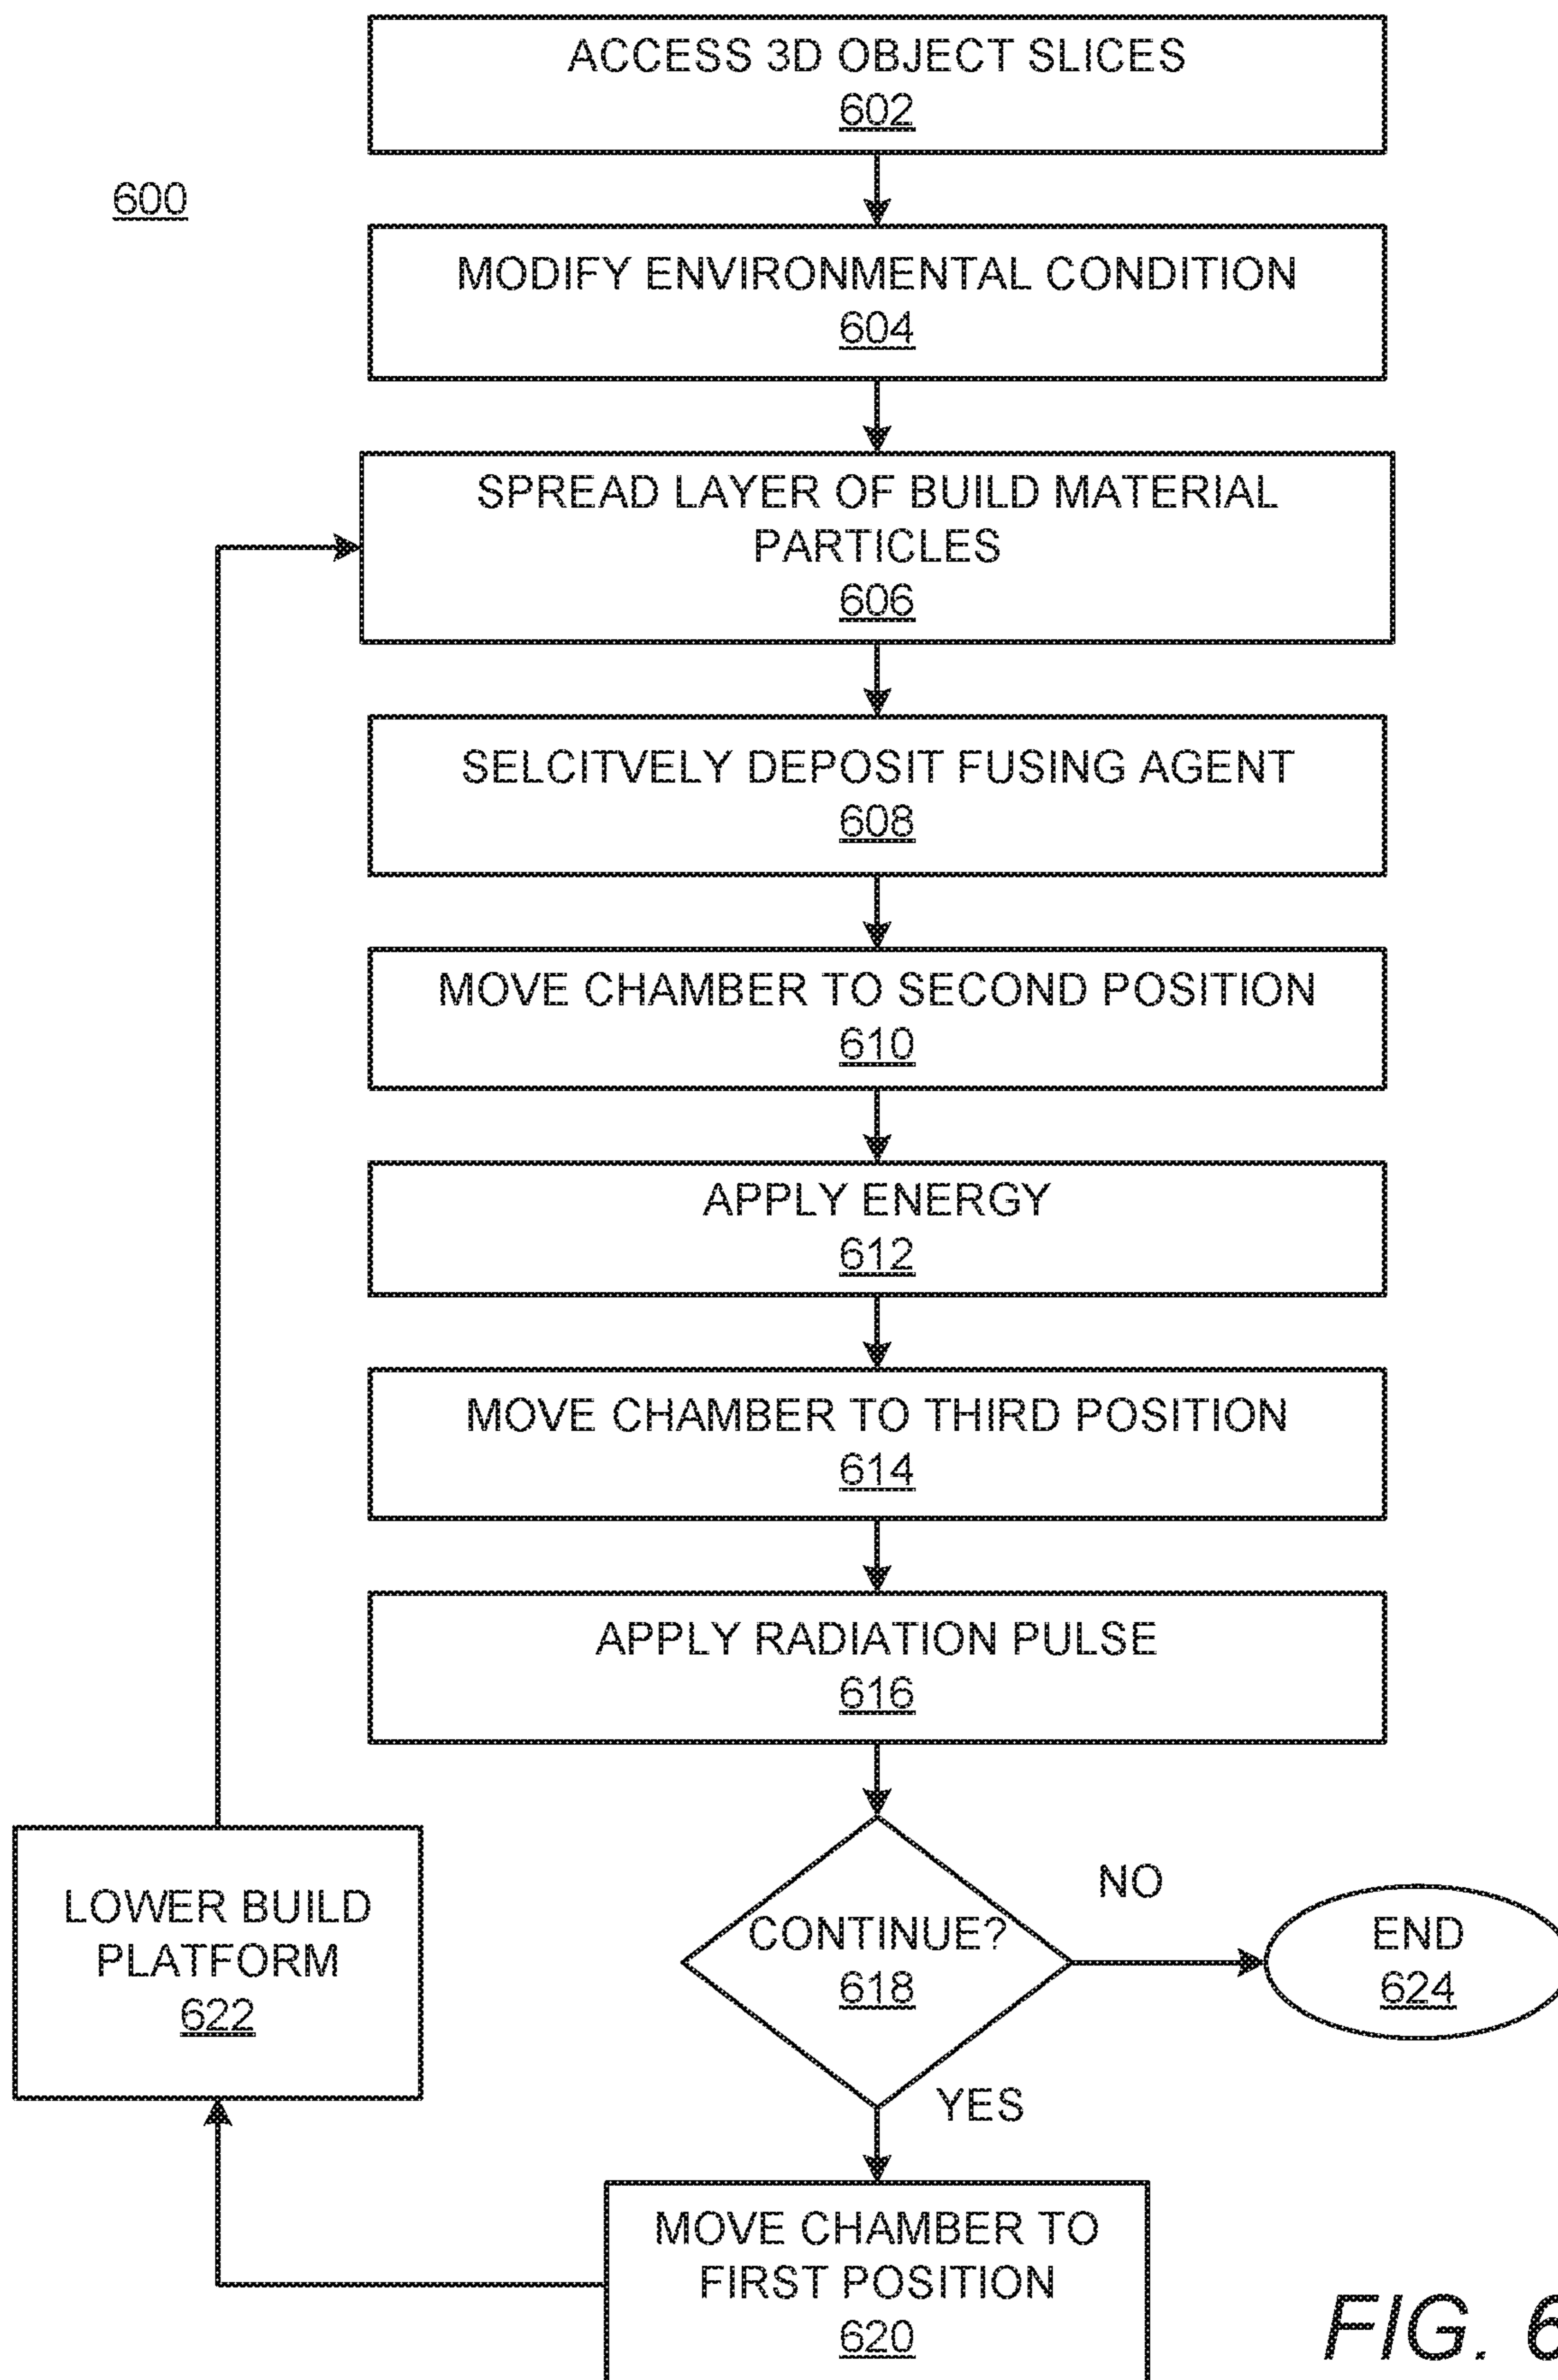 ACCESS 3D OBJECT SLICES
602
600
MODIFY ENVIRONMENTAL CONDITION
604
SPREAD LAYER OF BUILD MATERIAL
PARTICLES
606
SELCITVELY DEPOSIT FUSING AGENT
608
MOVE CHAMBER TO SECOND POSITION
610
APPLY ENERGY
612
MOVE CHAMBER TO THIRD POSITION
614
APPLY RADIATION PULSE
616
LOWER BUILD
PLATFORM
622
CONTINUE?
618
NO
END
624
YES
MOVE CHAMBER TO
FIRST POSITION
620
FIG. 6